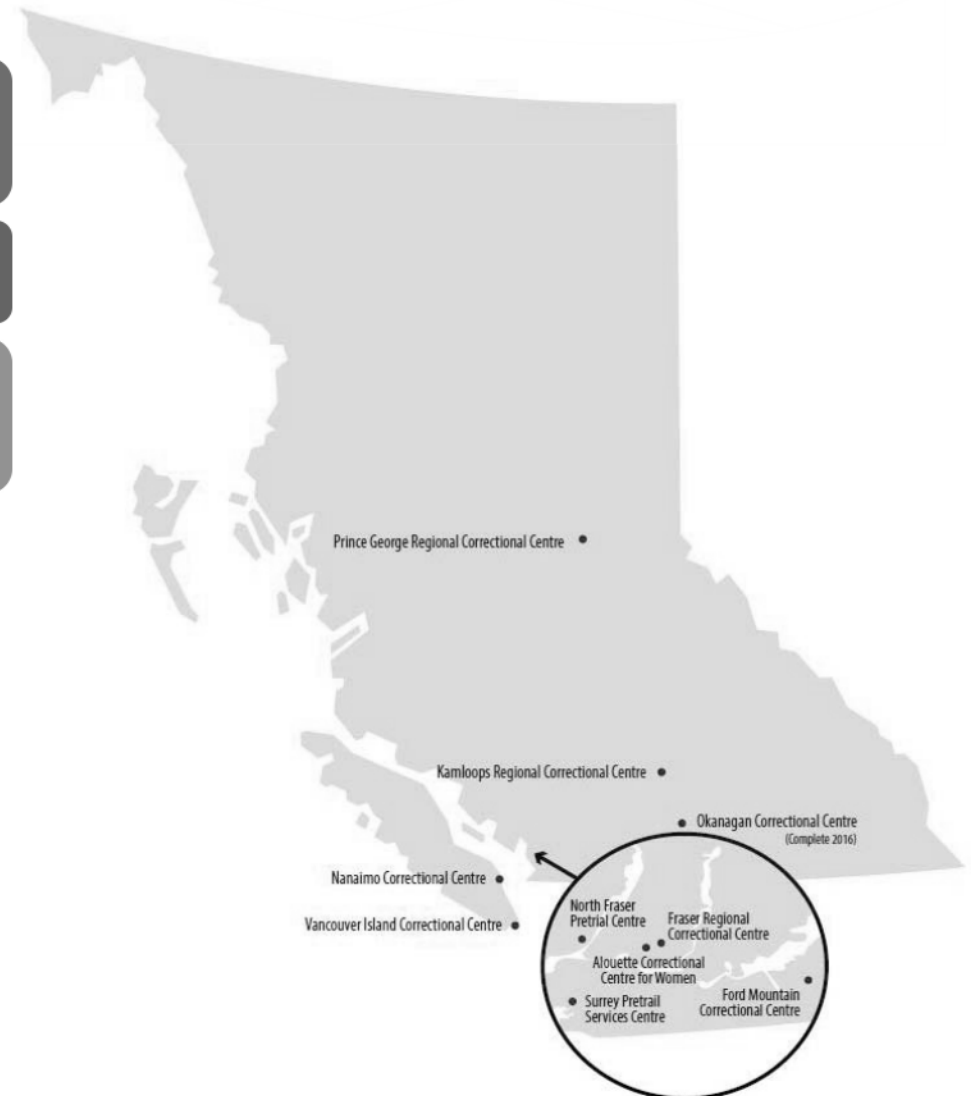 Prince George Regional Correctional Centre
Kamloops Regional Correctional Centre
Okanagan Correctional Centre
(Complete 2016)
Nanaimo Correctional Centre
Vancouver Island Correctional Centre
North Fraser
Pretrial Centre
Fraser Regional
Correctional Centre
Alouette Correctional
Centre for Women
Surrey Pretrail
Services Centre
Ford Mountain
Correctional Centre